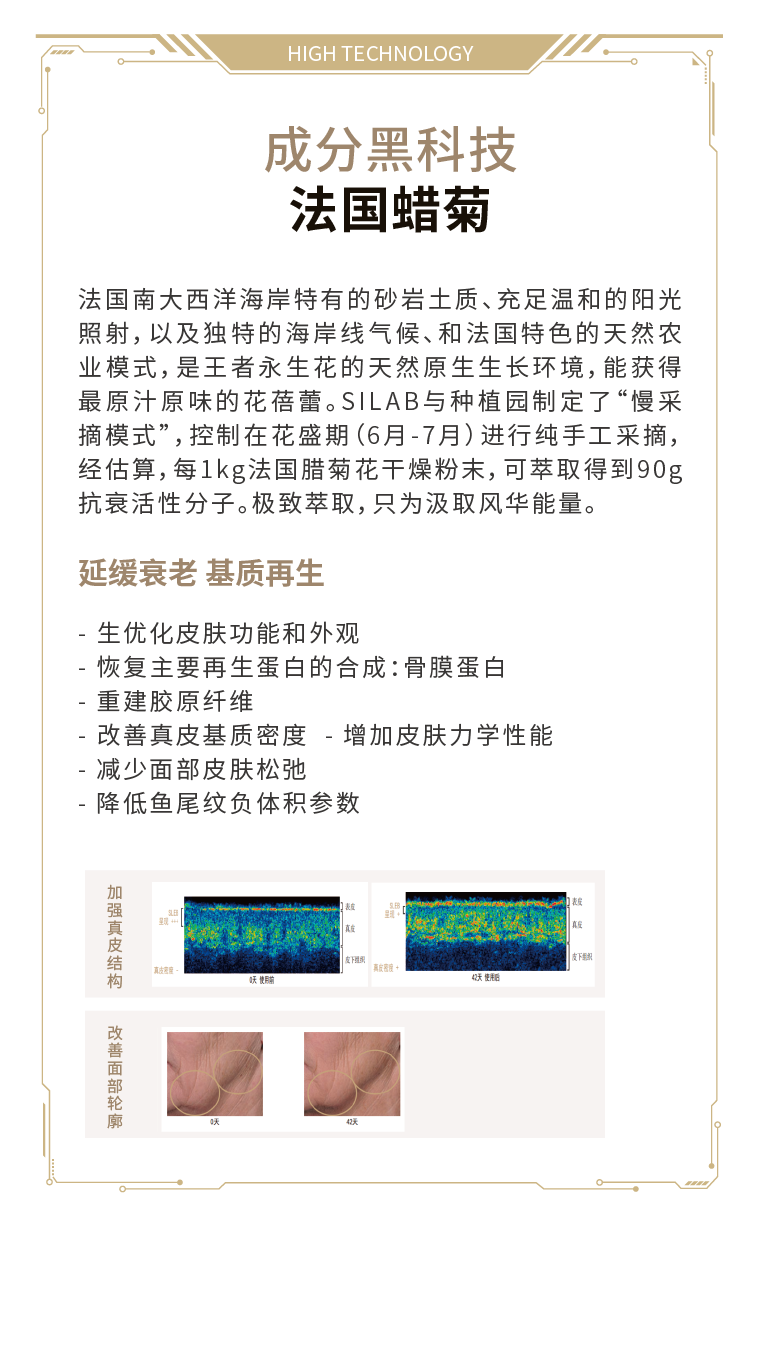 HIGH TECHNOLOGY
成分黑科技
法国蜡菊
法国南大西洋海岸特有的砂岩土质、充足温和的阳光
照射，以及独特的海岸线气候、和法国特色的天然农
业模式，是王者永生花的天然原生生长环境，能获得
最原汁原味的花蓓蕾。SILAB与种植园制定了“慢采
摘模式”，控制在花盛期（6月-7月）进行纯手工采摘，
经估算，每1kg法国腊菊花干燥粉末，可萃取得到90g
抗衰活性分子。极致萃取，只为汲取风华能量。
延缓衰老 基质再生
- 生优化皮肤功能和外观
- 恢复主要再生蛋白的合成：骨膜蛋白
- 重建胶原纤维
- 改善真皮基质密度 - 增加皮肤力学性能
- 减少面部皮肤松弛
- 降低鱼尾纹负体积参数
加强真皮结构
SLEB
呈现 +++
真皮密度 -
表皮
真皮
皮下组织
0天 使用前
SLEB
呈现 +
真皮密度 +
表皮
真皮
皮下组织
42天 使用后
改善面部轮廓
0天
42天